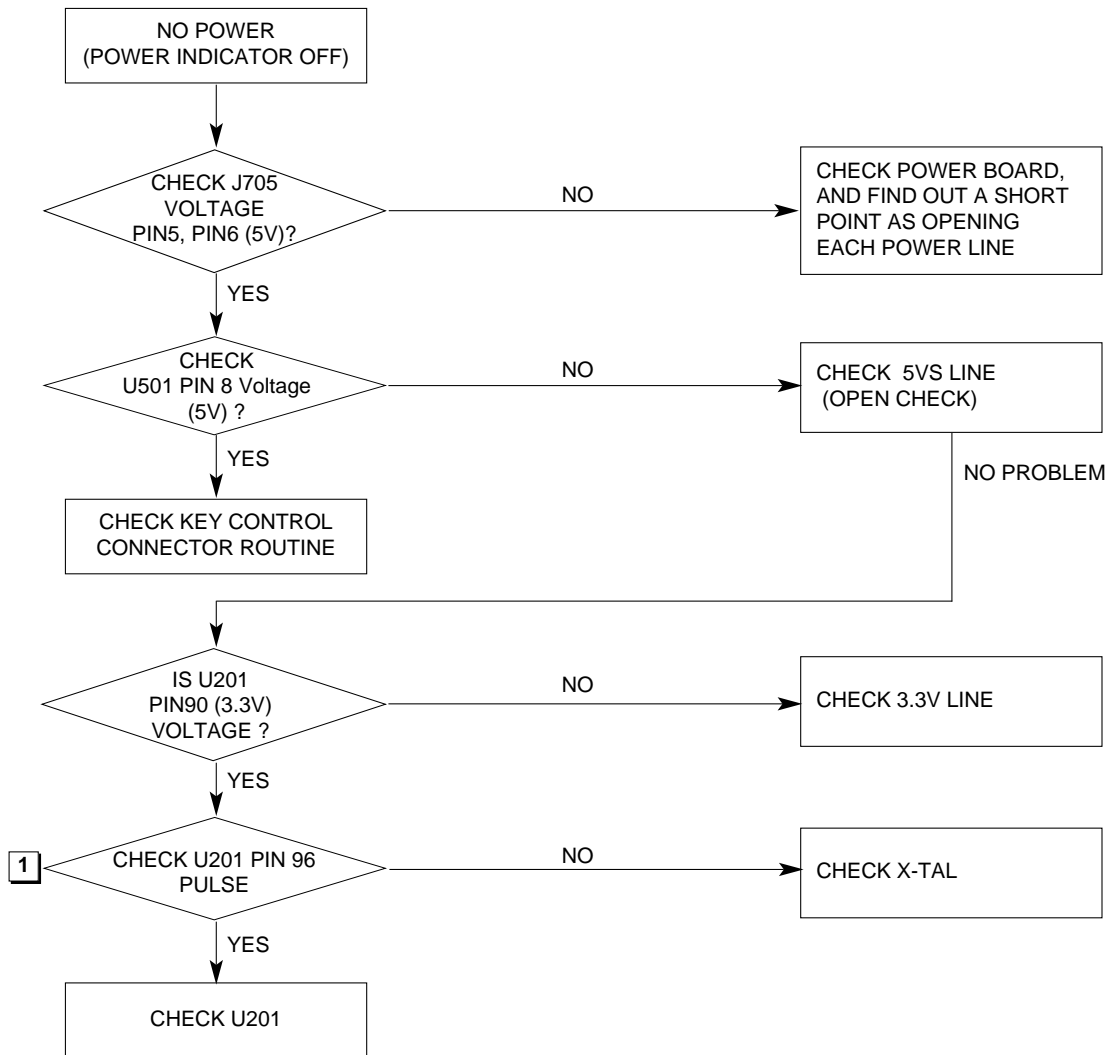 NO POWER
(POWER INDICATOR OFF)
CHECK J705
VOLTAGE
PIN5, PIN6 (5V)?
NO
CHECK POWER BOARD,
AND FIND OUT A SHORT
POINT AS OPENING
EACH POWER LINE
YES
CHECK
U501 PIN 8 Voltage
(5V) ?
NO
CHECK 5VS LINE
(OPEN CHECK)
YES
NO PROBLEM
CHECK KEY CONTROL
CONNECTOR ROUTINE
IS U201
PIN90 (3.3V)
VOLTAGE ?
NO
CHECK 3.3V LINE
YES
1
CHECK U201 PIN 96
PULSE
NO
CHECK X-TAL
YES
CHECK U201